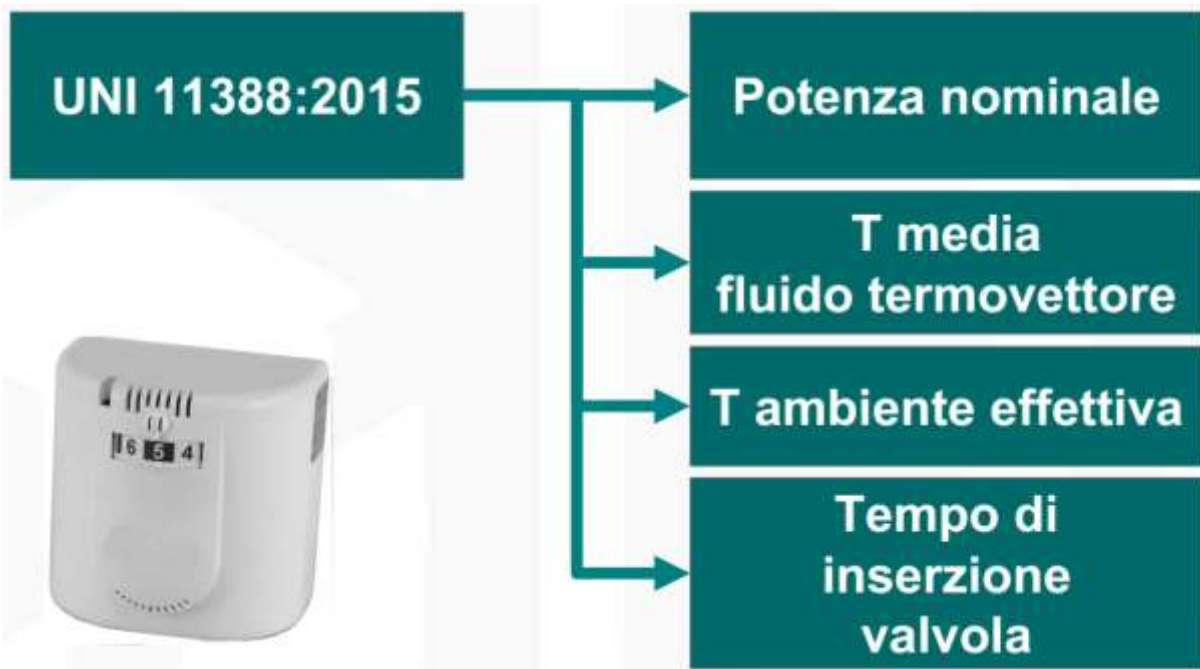 UNI 11388:2015
Potenza nominale
T media
fluido termovettore
T ambiente effettiva
Tempo di
inserzione
valvola
6 5 4